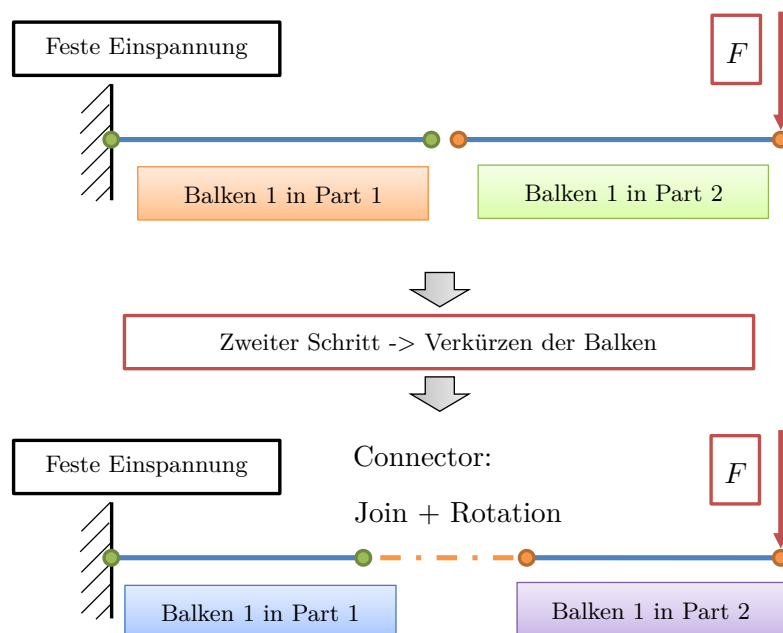 Feste Einspannung
F
Balken 1 in Part 1
Balken 1 in Part 2
Zweiter Schritt -> Verkürzen der Balken
Feste Einspannung
Connector:
Join + Rotation
F
Balken 1 in Part 1
Balken 1 in Part 2